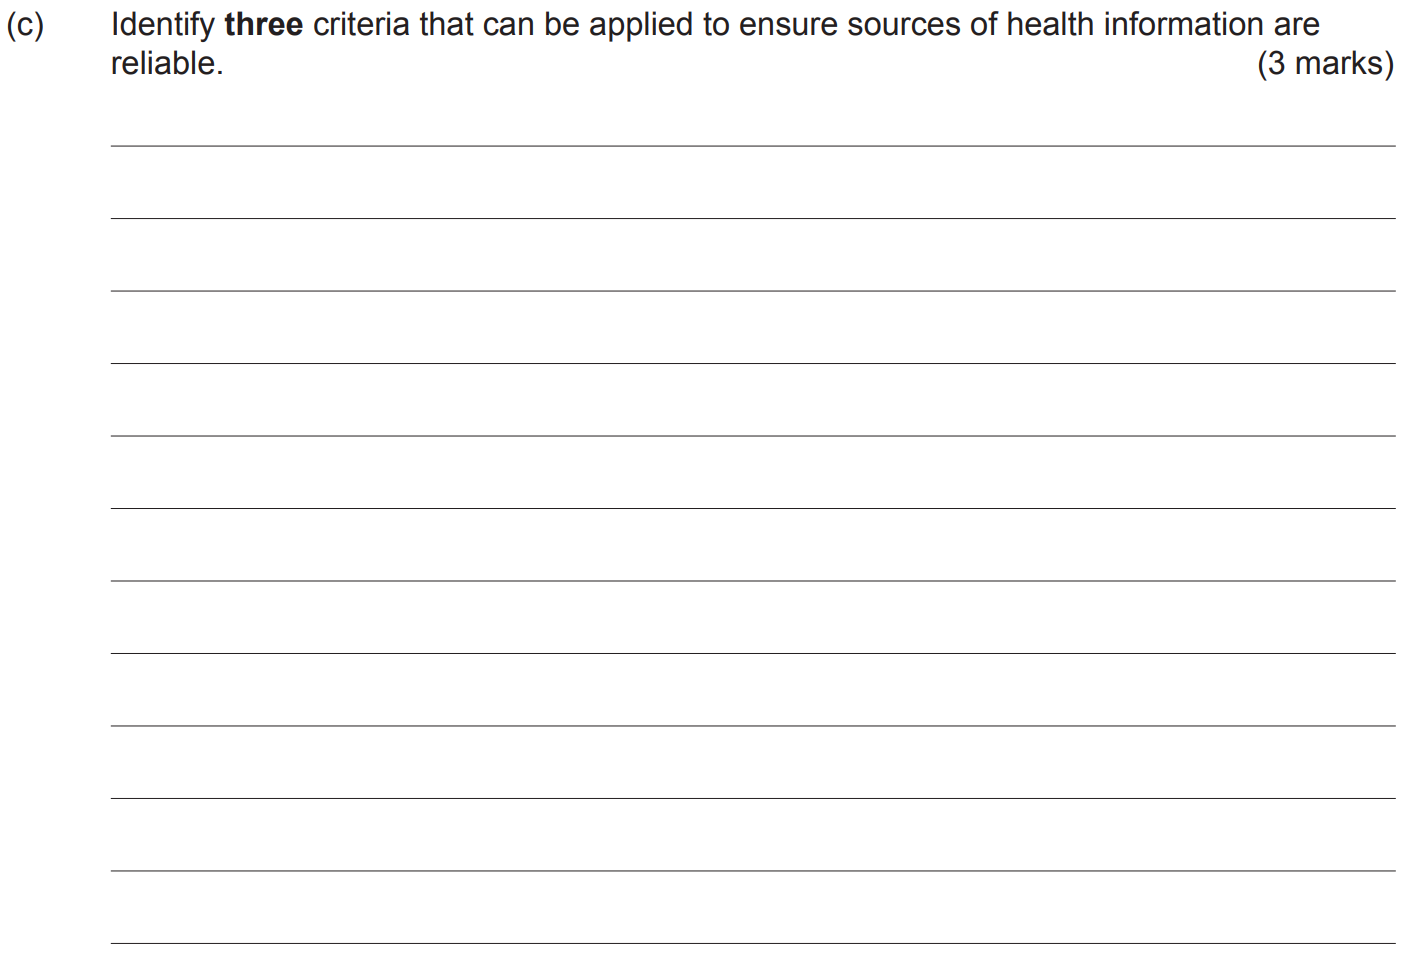 (c) Identify three criteria that can be applied to ensure sources of health information are
reliable. (3 marks)